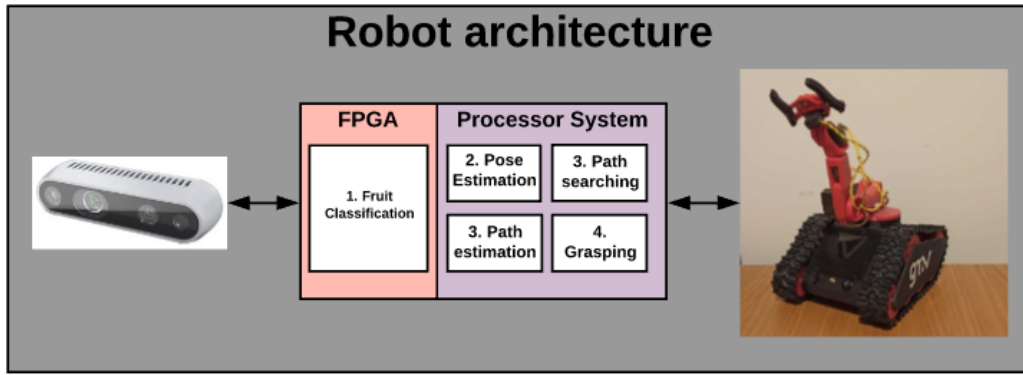 Robot architecture
FPGA
Processor System
1. Fruit
Classification
2. Pose
Estimation
3. Path
searching
3. Path
estimation
4.
Grasping
gtv